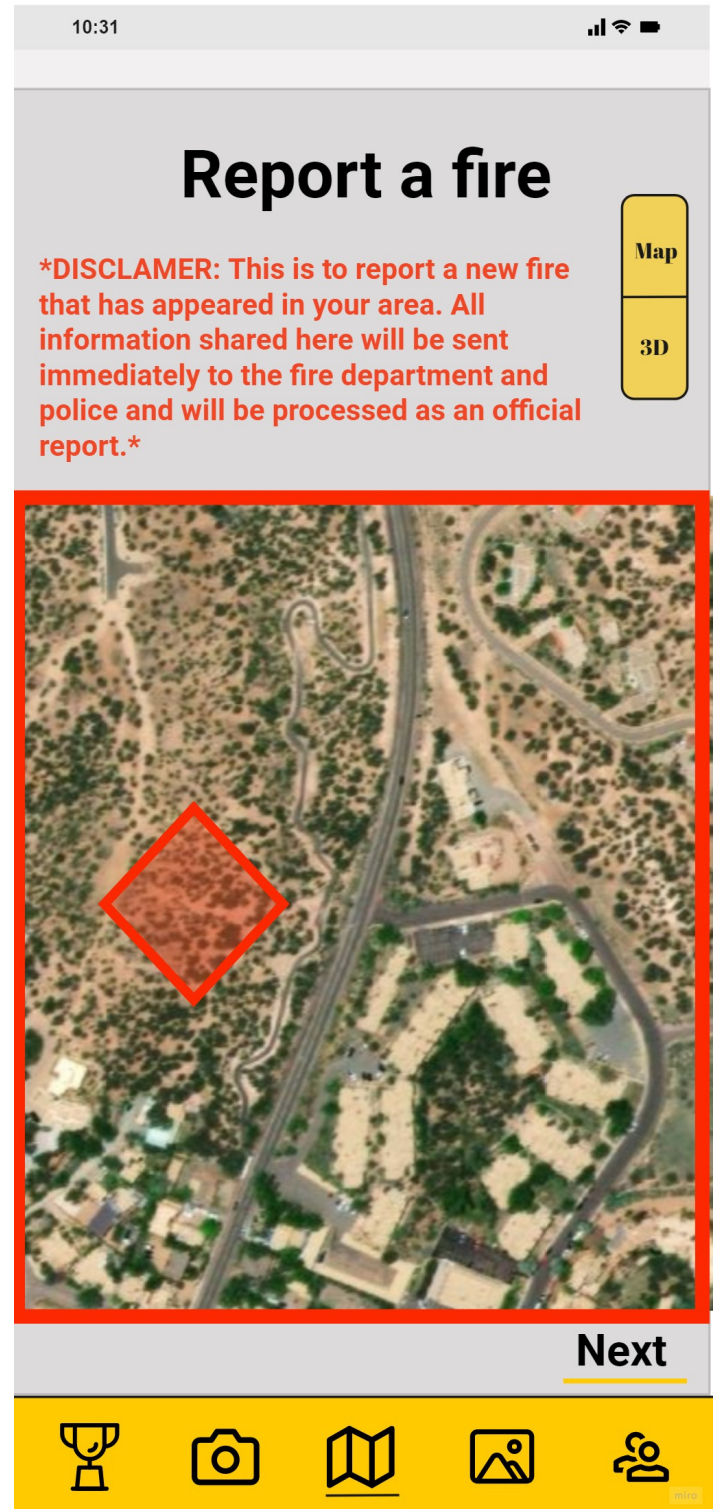 10:31
Report a fire
Map
*DISCLAMER: This is to report a new fire
that has appeared in your area. All
information shared here will be sent
immediately to the fire department and
police and will be processed as an official
report.*
3D
Next
miro